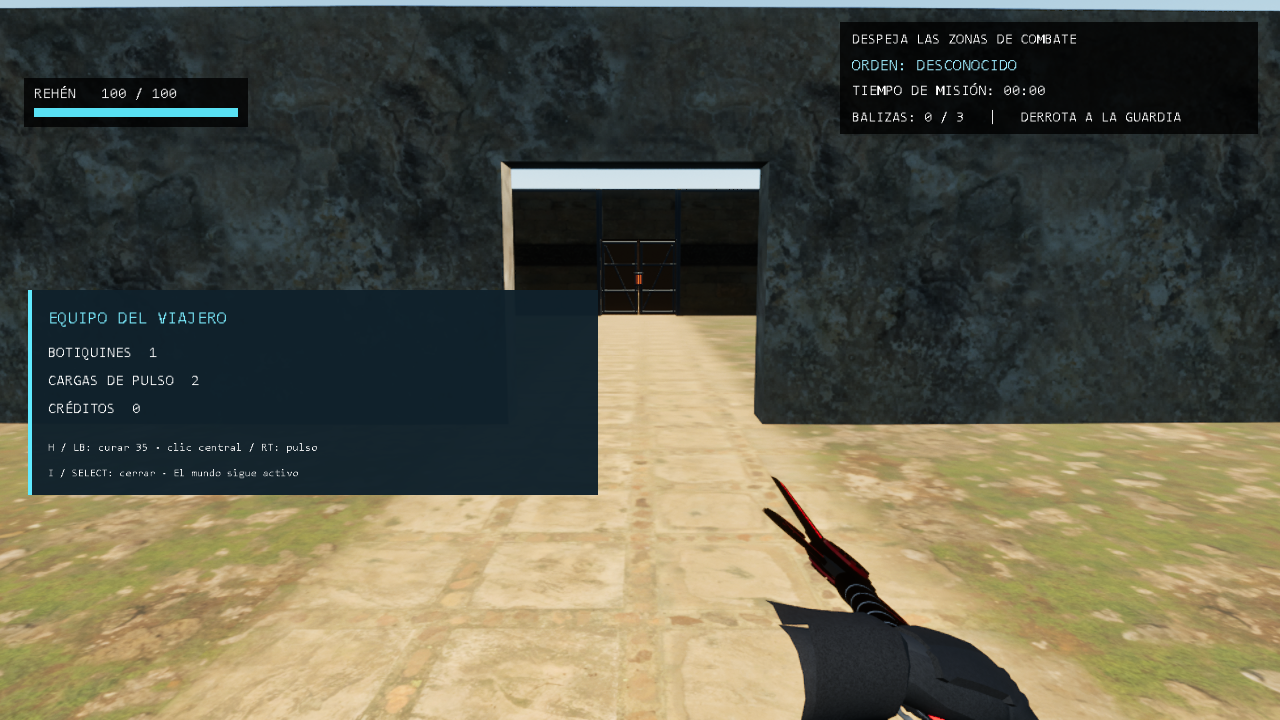 DESPEJA LAS ZONAS DE COMBATE
ORDEN: DESCONOCIDO
TIEMPO DE MISIÓN: 00:00
BALIZAS: 0 / 3 | DERROTA A LA GUARDIA
REHÉN 100 / 100
EQUIPO DEL VIAJERO
BOTIQUINES 1
CARGAS DE PULSO 2
CRÉDITOS 0
H / LB: curar 35 · clic central / RT: pulso
I / SELECT: cerrar · El mundo sigue activo